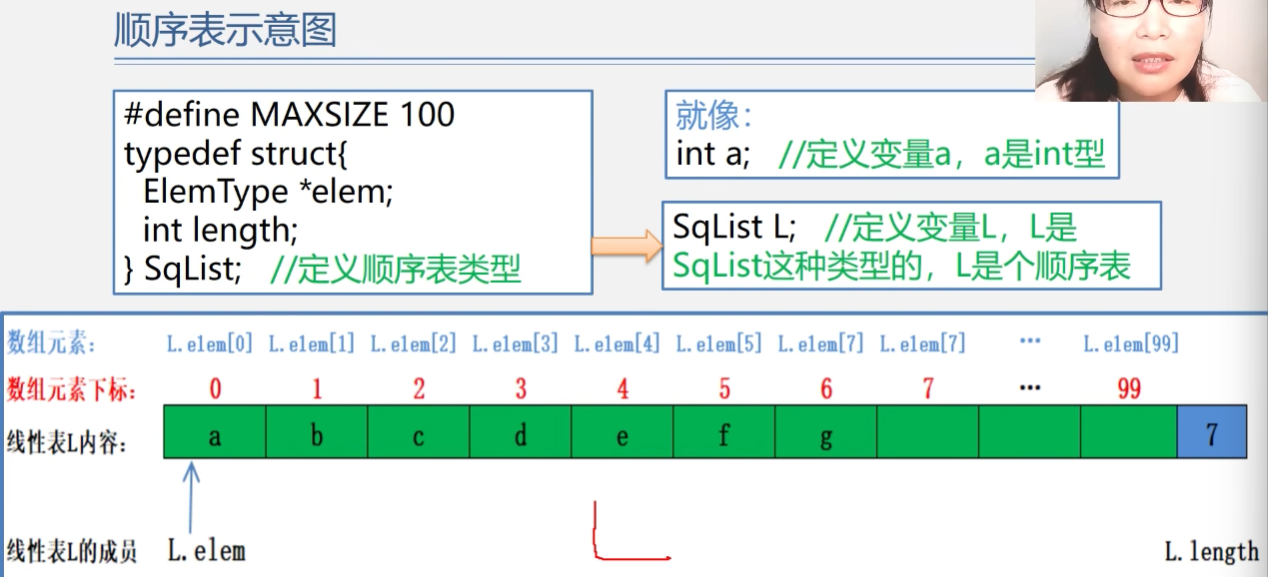 顺序表示意图
#define MAXSIZE 100
typedef struct{
ElemType *elem;
int length;
} SqList; //定义顺序表类型
就像：
int a; //定义变量a，a是int型
SqList L; //定义变量L，L是
SqList这种类型的，L是个顺序表
数组元素： L.elem[0] L.elem[1] L.elem[2] L.elem[3] L.elem[4] L.elem[5] L.elem[7] L.elem[7] … L.elem[99]
数组元素下标： 0 1 2 3 4 5 6 7 … 99
线性表L内容： a b c d e f g 7
线性表L的成员 L.elem L.length